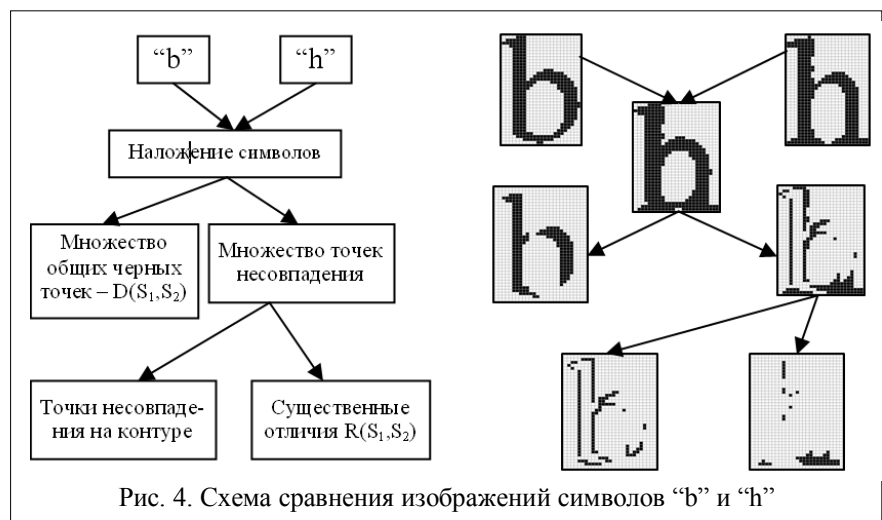 “b” “h”
Наложение символов
Множество
общих черных
точек – D(S₁,S₂)
Множество точек
несовпадения
Точки несовпаде-
ния на контуре
Существенные
отличия R(S₁,S₂)
Рис. 4. Схема сравнения изображений символов “b” и “h”